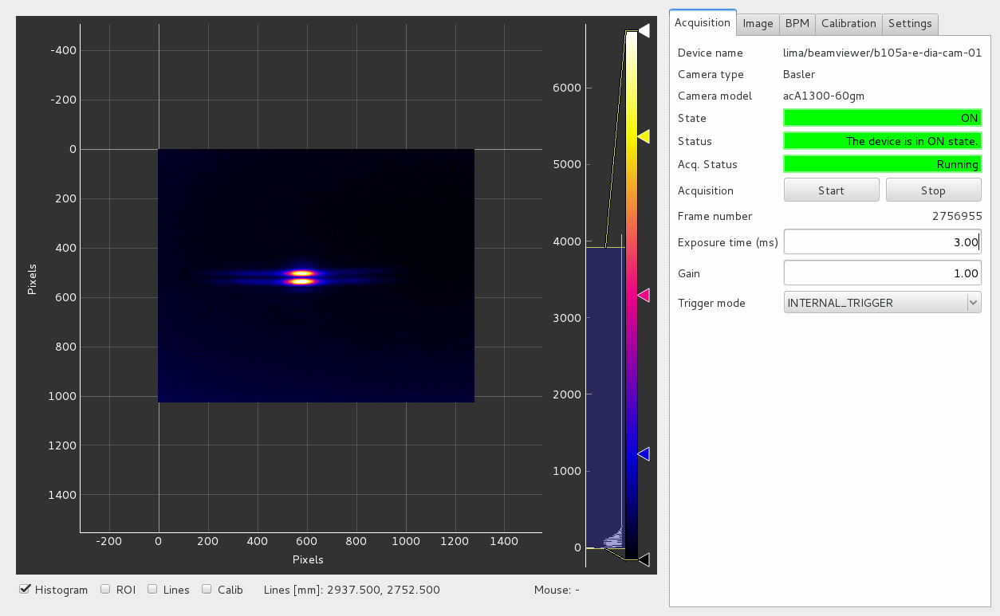 Acquisition Image BPM Calibration Settings
Device name lima/beamviewer/b105a-e-dia-cam-01
Camera type Basler
Camera model acA1300-60gm
State ON
Status The device is in ON state.
Acq. Status Running
Acquisition Start Stop
Frame number 2756955
Exposure time (ms) 3.00
Gain 1.00
Trigger mode INTERNAL_TRIGGER
-400
-200
0
200
400
600
800
1000
1200
1400
Pixels
-200 0 200 400 600 800 1000 1200 1400
Pixels
6000
5000
4000
3000
2000
1000
0
Histogram ROI Lines Calib Lines [mm]: 2937.500, 2752.500 Mouse: -